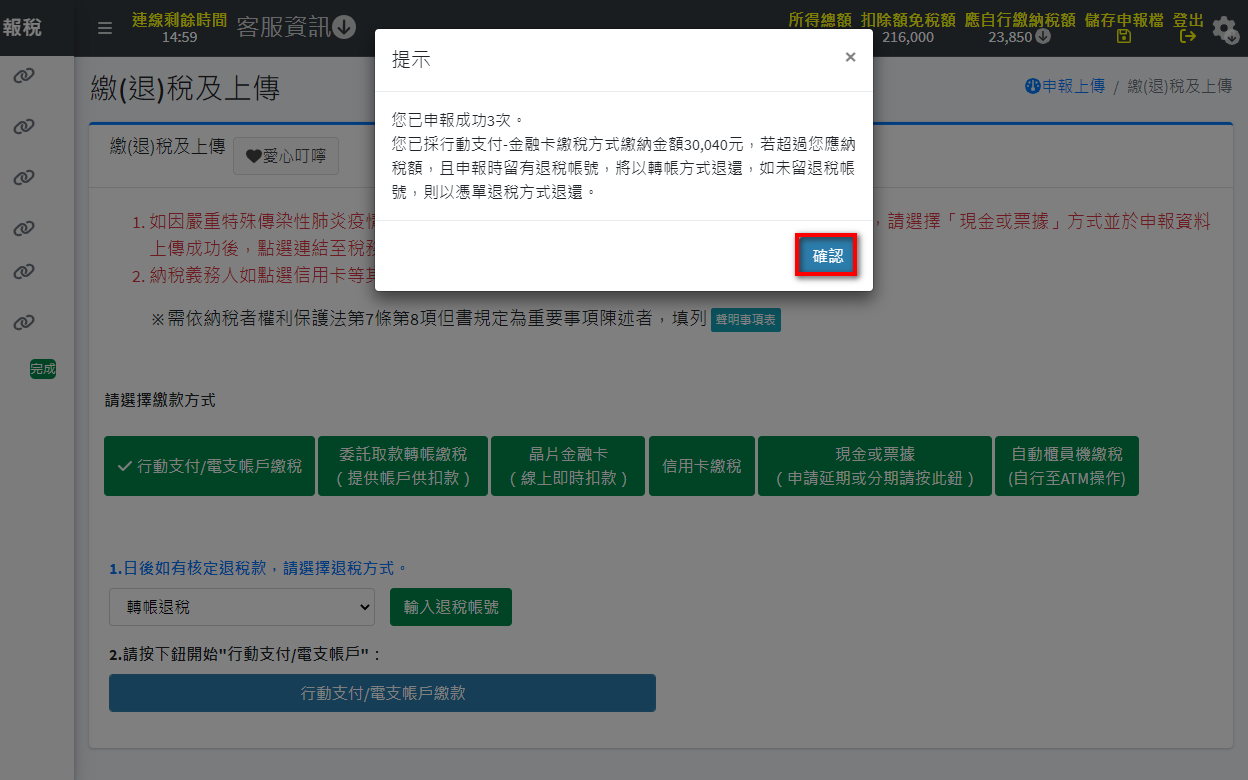 報稅
連線剩餘時間
14:59
客服資訊
所得總額 扣除額免稅額 應自行繳納稅額 儲存申報檔 登出
216,000 23,850
繳(退)稅及上傳
申報上傳 / 繳(退)稅及上傳
提示
×
您已申報成功3次。
您已採行動支付-金融卡繳稅方式繳納金額30,040元，若超過您應納
稅額，且申報時留有退稅帳號，將以轉帳方式退還，如未留退稅帳
號，則以憑單退稅方式退還。
確認
繳(退)稅及上傳 愛心叮嚀
1. 如因嚴重特殊傳染性肺炎疫情
，請選擇「現金或票據」方式並於申報資料
上傳成功後，點選連結至稅務
2. 納稅義務人如點選信用卡等其
※需依納稅者權利保護法第7條第8項但書規定為重要事項陳述者，填列 聲明事項表
完成
請選擇繳款方式
行動支付/電支帳戶繳稅
委託取款轉帳繳稅
( 提供帳戶供扣款 )
晶片金融卡
( 線上即時扣款 )
信用卡繳稅
現金或票據
( 申請延期或分期請按此鈕 )
自動櫃員機繳稅
(自行至ATM操作)
1.日後如有核定退稅款，請選擇退稅方式。
轉帳退稅 輸入退稅帳號
2.請按下鈕開始"行動支付/電支帳戶"：
行動支付/電支帳戶繳款